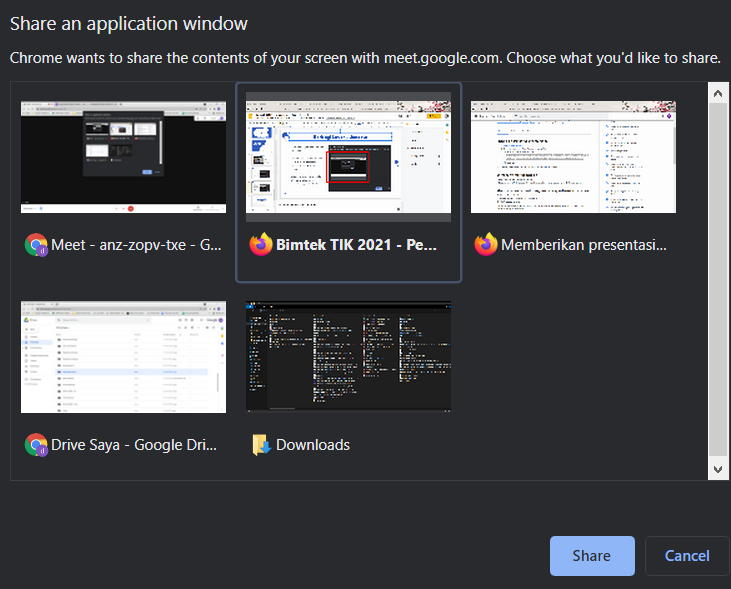 Share an application window
Chrome wants to share the contents of your screen with meet.google.com. Choose what you'd like to share.
Meet - anz-zopv-txe - G...
Bimtek TIK 2021 - Pe...
Memberikan presentasi...
Drive Saya - Google Dri...
Downloads
Share
Cancel